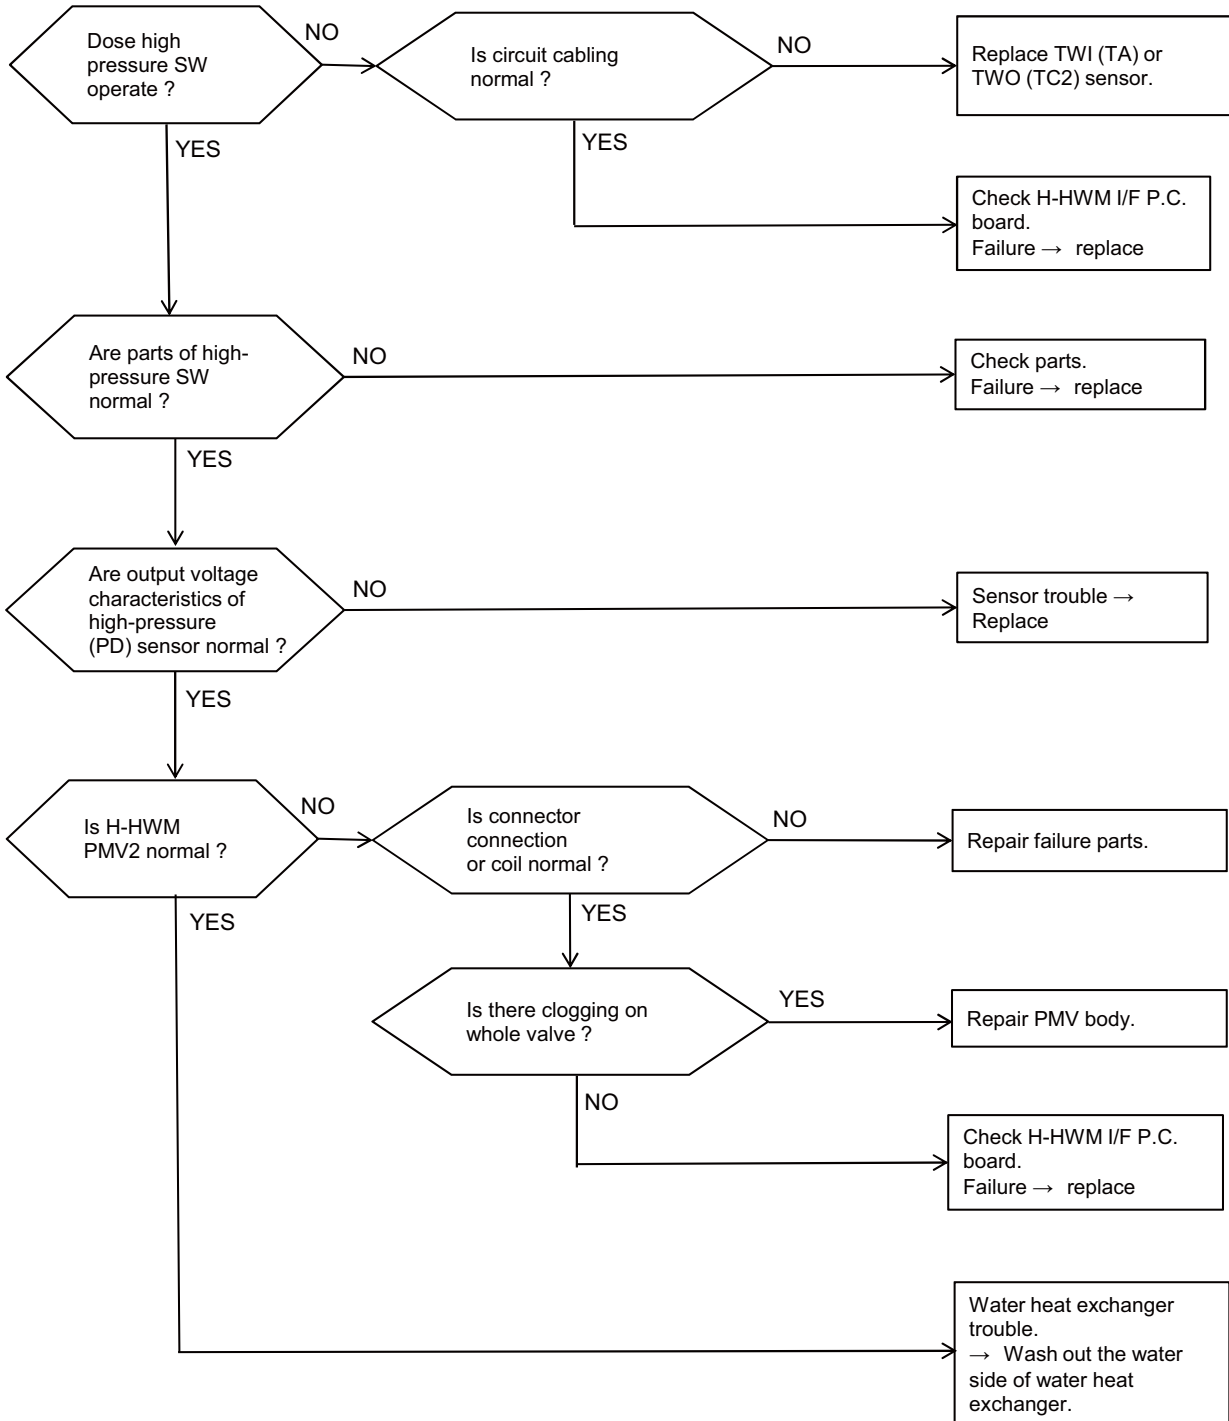 Dose high
pressure SW
operate ?
NO
Is circuit cabling
normal ?
NO
Replace TWI (TA) or
TWO (TC2) sensor.
YES
YES
Check H-HWM I/F P.C.
board.
Failure → replace
Are parts of high-
pressure SW
normal ?
NO
Check parts.
Failure → replace
YES
Are output voltage
characteristics of
high-pressure
(PD) sensor normal ?
NO
Sensor trouble →
Replace
YES
Is H-HWM
PMV2 normal ?
NO
Is connector
connection
or coil normal ?
NO
Repair failure parts.
YES
YES
Is there clogging on
whole valve ?
YES
Repair PMV body.
NO
Check H-HWM I/F P.C.
board.
Failure → replace
Water heat exchanger
trouble.
→ Wash out the water
side of water heat
exchanger.